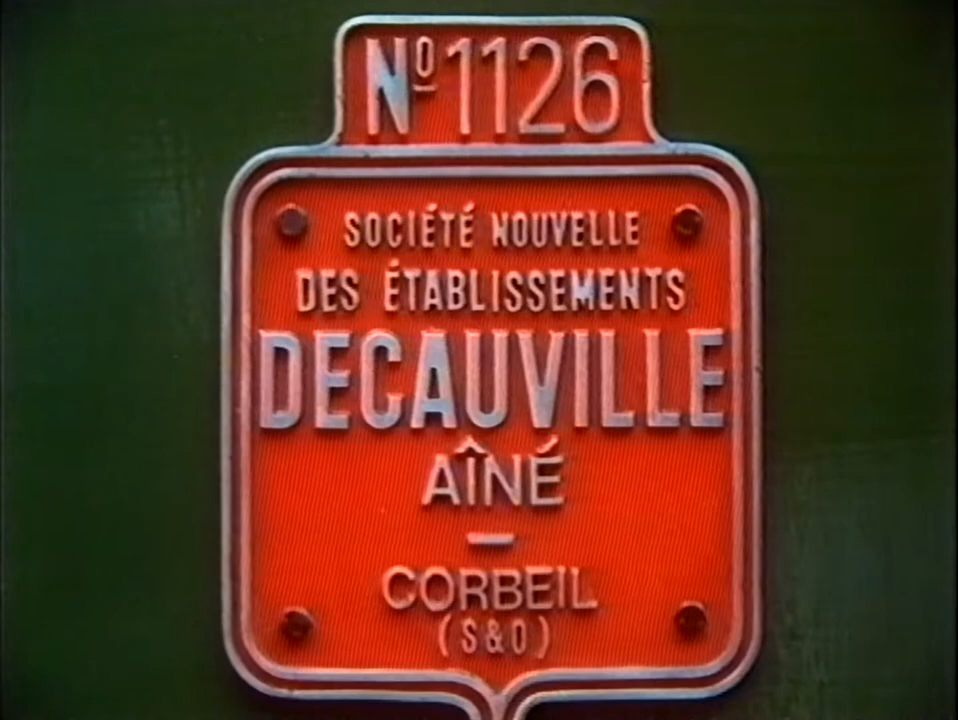 Nº1126
SOCIÉTÉ NOUVELLE
DES ÉTABLISSEMENTS
DECAUVILLE
AÎNÉ
—
CORBEIL
(S&O)